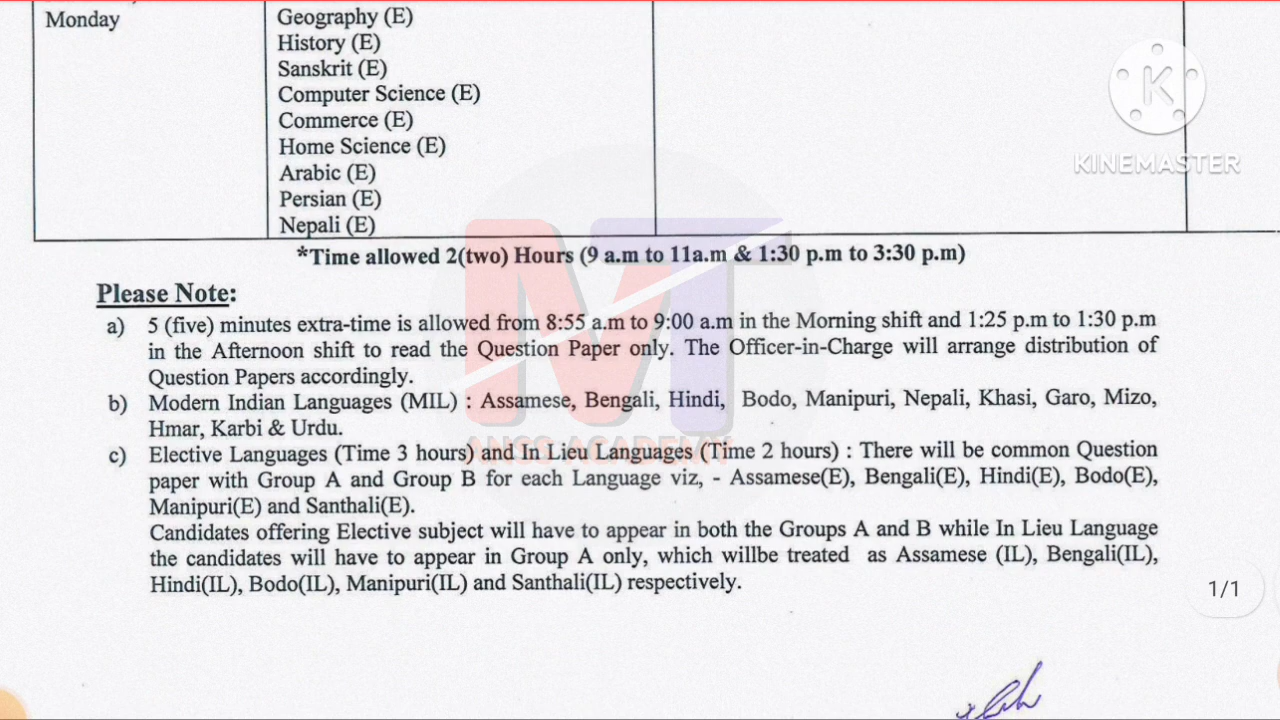 Monday
Geography (E)
History (E)
Sanskrit (E)
Computer Science (E)
Commerce (E)
Home Science (E)
Arabic (E)
Persian (E)
Nepali (E)
K
KINEMASTER
*Time allowed 2(two) Hours (9 a.m to 11a.m & 1:30 p.m to 3:30 p.m)
Please Note:
a) 5 (five) minutes extra-time is allowed from 8:55 a.m to 9:00 a.m in the Morning shift and 1:25 p.m to 1:30 p.m
in the Afternoon shift to read the Question Paper only. The Officer-in-Charge will arrange distribution of
Question Papers accordingly.
b) Modern Indian Languages (MIL) : Assamese, Bengali, Hindi, Bodo, Manipuri, Nepali, Khasi, Garo, Mizo,
Hmar, Karbi & Urdu.
MT
ANSS ACADEMY
c) Elective Languages (Time 3 hours) and In Lieu Languages (Time 2 hours) : There will be common Question
paper with Group A and Group B for each Language viz, - Assamese(E), Bengali(E), Hindi(E), Bodo(E),
Manipuri(E) and Santhali(E).
Candidates offering Elective subject will have to appear in both the Groups A and B while In Lieu Language
the candidates will have to appear in Group A only, which willbe treated as Assamese (IL), Bengali(IL),
Hindi(IL), Bodo(IL), Manipuri(IL) and Santhali(IL) respectively.
1/1